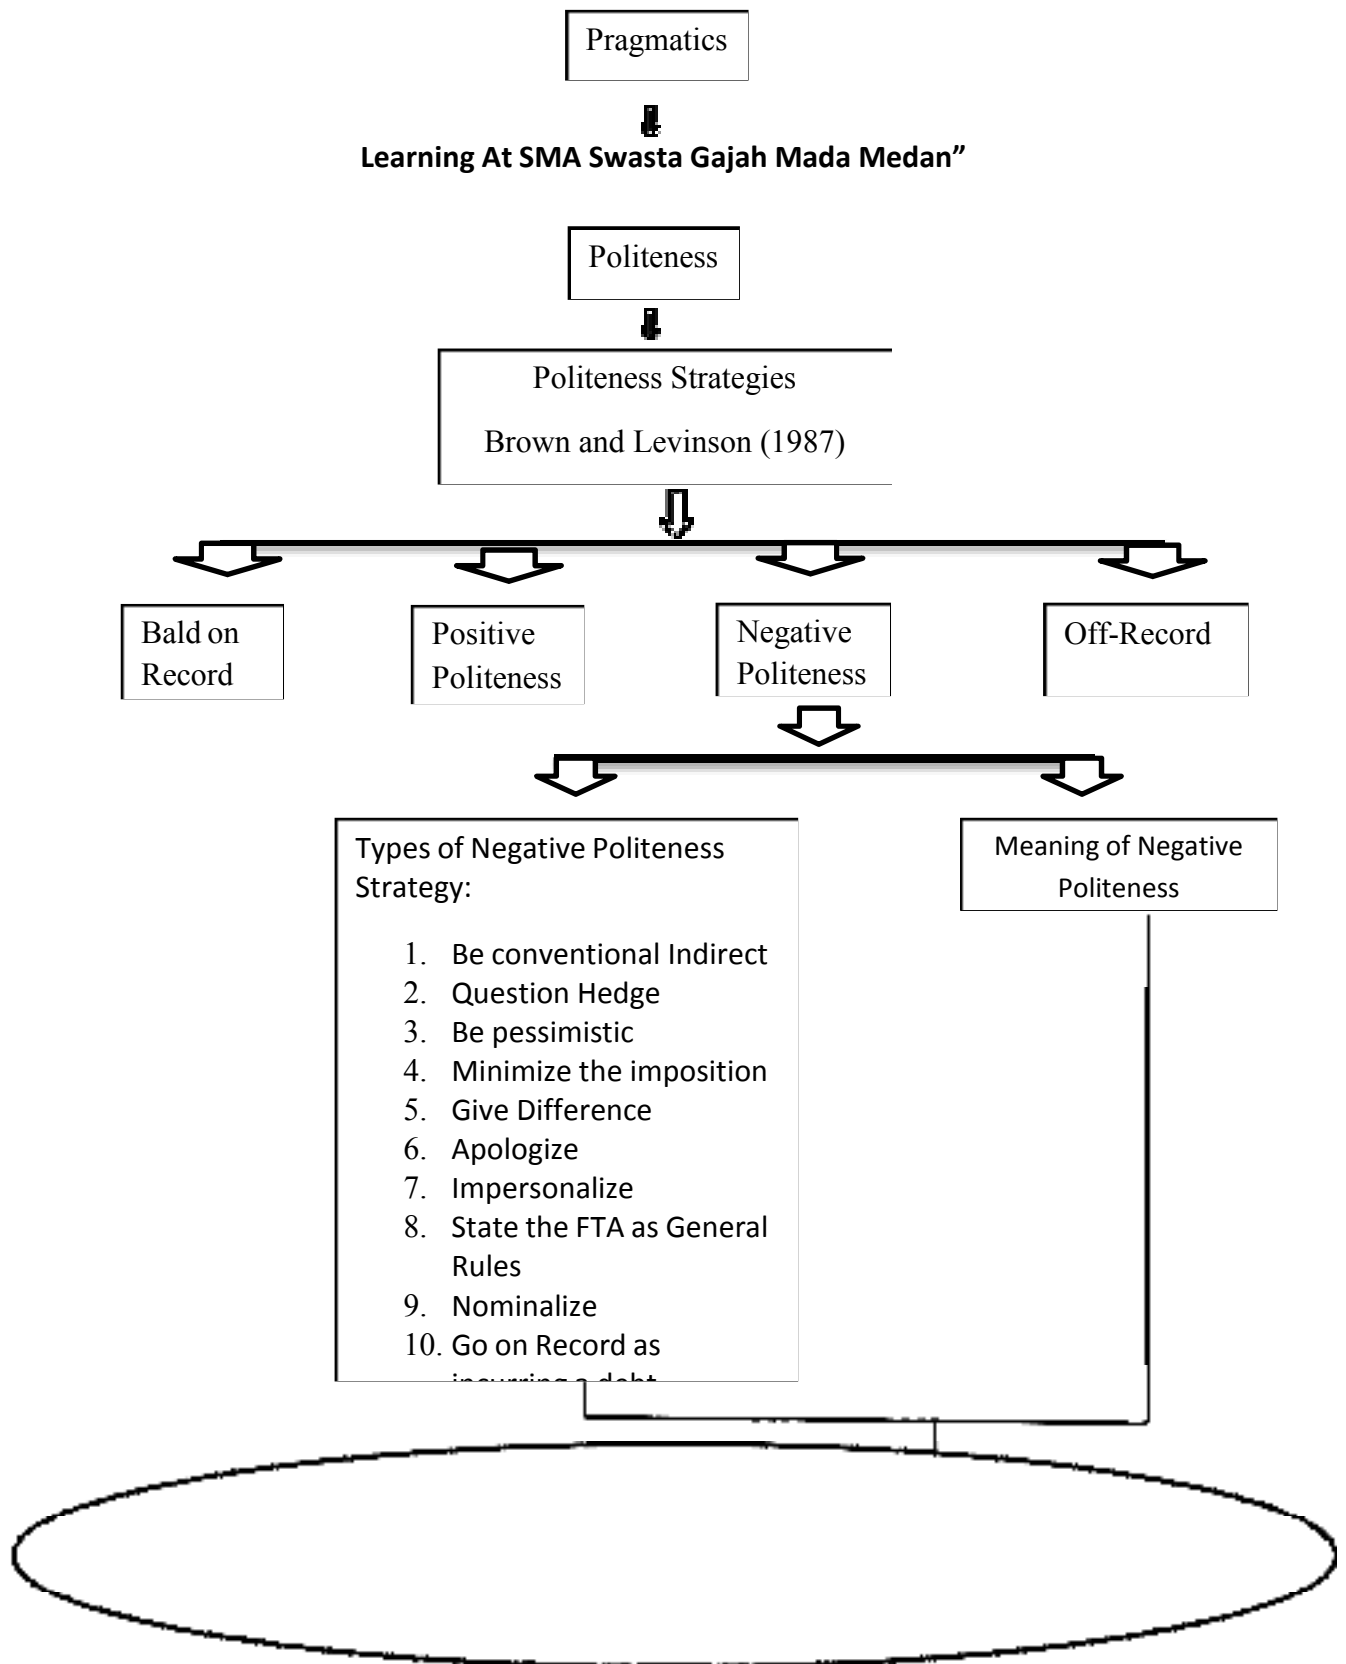 Pragmatics
Learning At SMA Swasta Gajah Mada Medan”
Politeness
Politeness Strategies
Brown and Levinson (1987)
Bald on
Record
Positive
Politeness
Negative
Politeness
Off-Record
Types of Negative Politeness
Strategy:
1. Be conventional Indirect
2. Question Hedge
3. Be pessimistic
4. Minimize the imposition
5. Give Difference
6. Apologize
7. Impersonalize
8. State the FTA as General
Rules
9. Nominalize
10. Go on Record as
incurring a debt
Meaning of Negative
Politeness